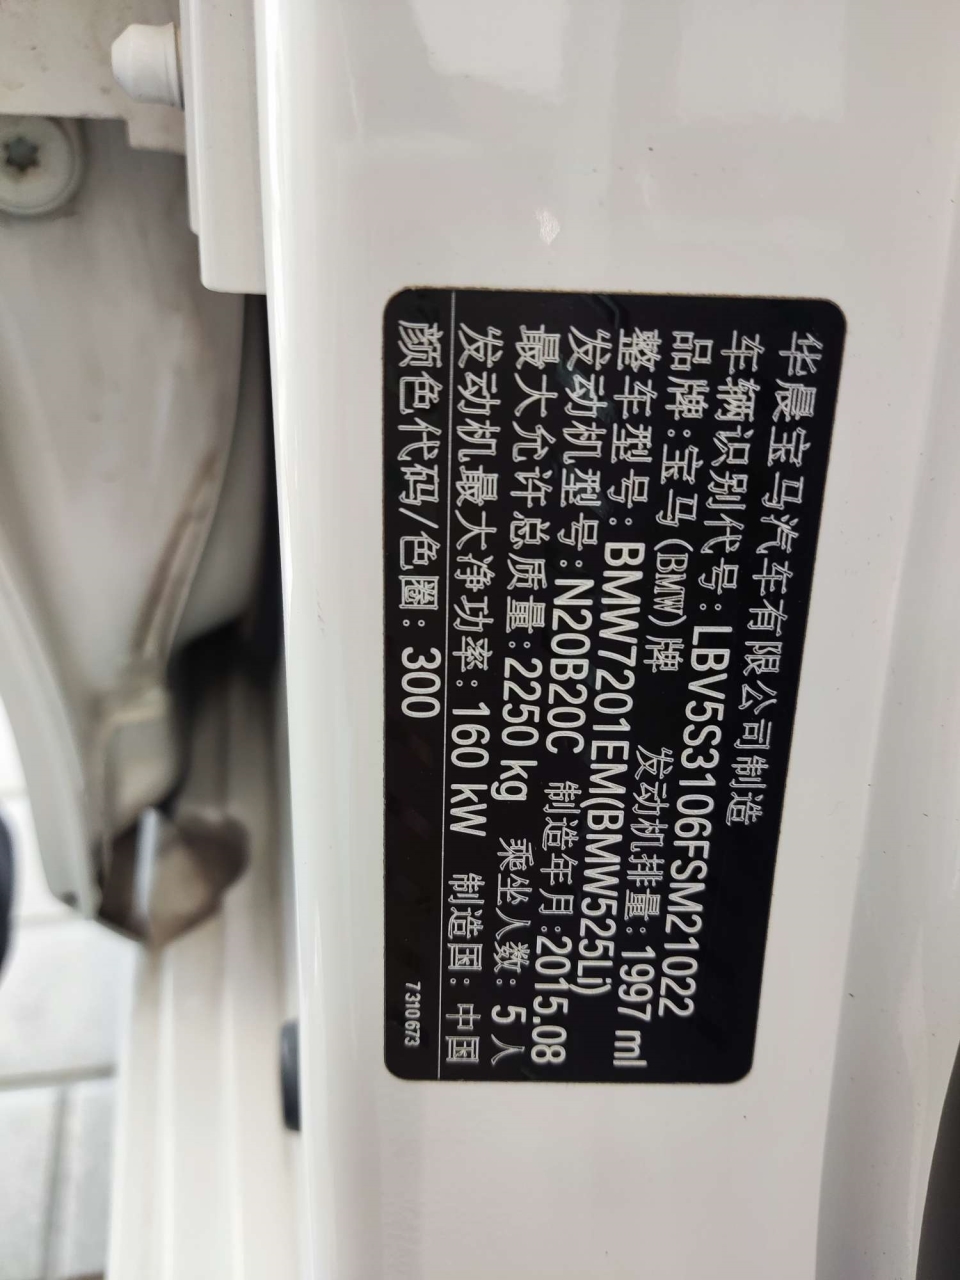 华晨宝马汽车有限公司制造
车辆识别代号:LBV5S3106FSM21022
品牌:宝马(BMW)牌 发动机排量:1997 ml
整车型号:BMW7201EM(BMW525Li)
发动机型号:N20B20C 制造年月:2015.08
最大允许总质量:2250 kg 乘坐人数:5人
发动机最大净功率:160 kW 制造国:中国
颜色代码/色圈:300 7310673